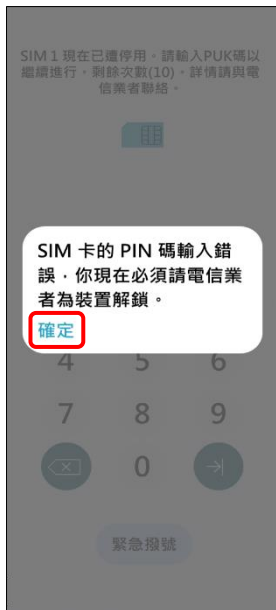 SIM 1 現在已遭停用。請輸入PUK碼以
繼續進行。剩餘次數(10)。詳情請與電
信業者聯絡。
SIM 卡的 PIN 碼輸入錯
誤，你現在必須請電信業
者為裝置解鎖。
確定
4 5 6
7 8 9
0
緊急撥號